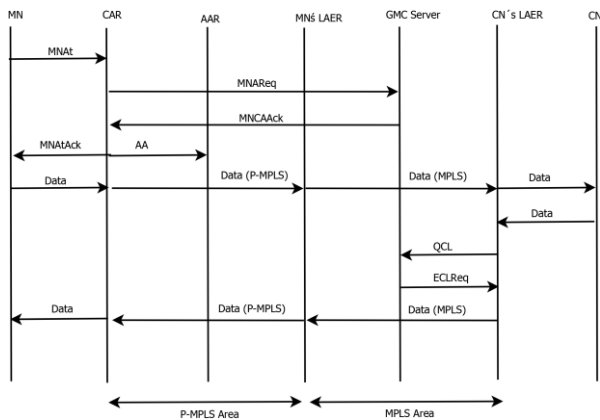 MN CAR AAR MNś LAER GMC Server CN´s LAER CN
MNAt
MNAReq
MNCAAck
MNAtAck AA
Data Data (P-MPLS) Data (MPLS) Data
Data
QCL
ECLReq
Data Data (P-MPLS) Data (MPLS)
P-MPLS Area MPLS Area